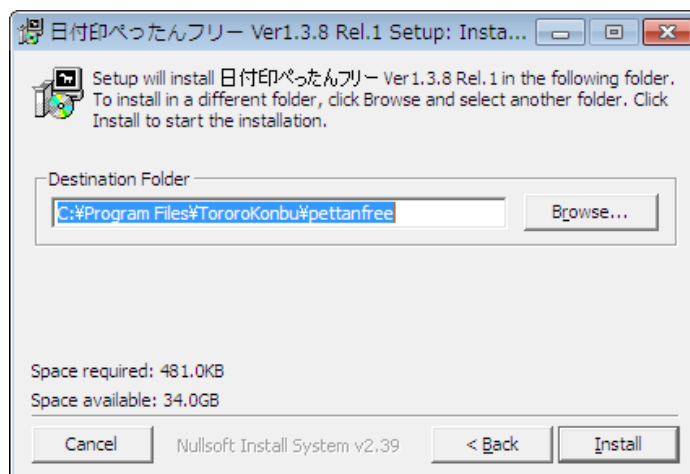 日付印ぺったんフリー Ver1.3.8 Rel.1 Setup: Insta...
Setup will install 日付印ぺったんフリー Ver1.3.8 Rel.1 in the following folder.
To install in a different folder, click Browse and select another folder. Click
Install to start the installation.
Destination Folder
C:¥Program Files¥TororoKonbu¥pettanfree
Browse...
Space required: 481.0KB
Space available: 34.0GB
Cancel
Nullsoft Install System v2.39
< Back
Install